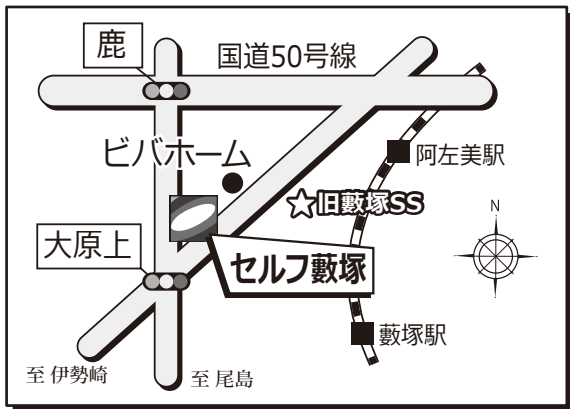 鹿
国道50号線
ビバホーム
阿左美駅
☆旧藪塚SS
N
大原上
セルフ藪塚
藪塚駅
至 伊勢崎
至 尾島